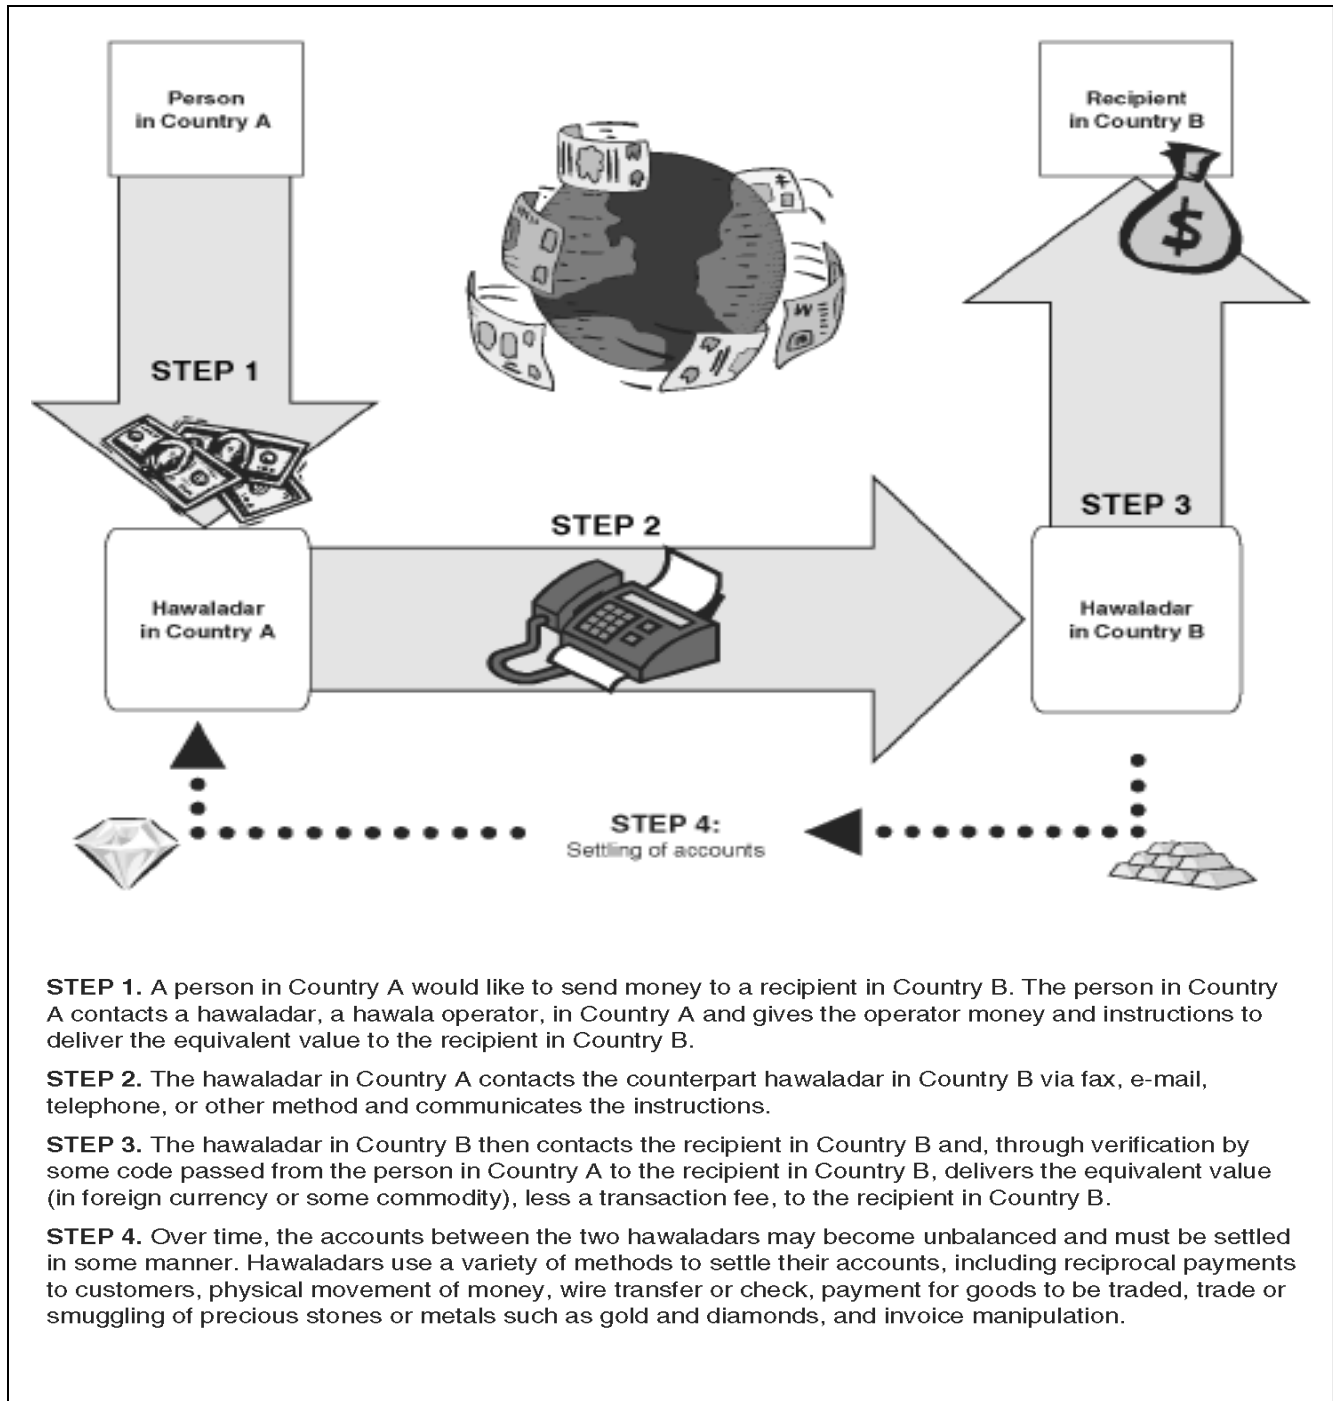 Person
in Country A
Recipient
in Country B
$
STEP 1
STEP 2
STEP 3
Hawaladar
in Country A
Hawaladar
in Country B
STEP 4:
Settling of accounts
STEP 1. A person in Country A would like to send money to a recipient in Country B. The person in Country
A contacts a hawaladar, a hawala operator, in Country A and gives the operator money and instructions to
deliver the equivalent value to the recipient in Country B.
STEP 2. The hawaladar in Country A contacts the counterpart hawaladar in Country B via fax, e-mail,
telephone, or other method and communicates the instructions.
STEP 3. The hawaladar in Country B then contacts the recipient in Country B and, through verification by
some code passed from the person in Country A to the recipient in Country B, delivers the equivalent value
(in foreign currency or some commodity), less a transaction fee, to the recipient in Country B.
STEP 4. Over time, the accounts between the two hawaladars may become unbalanced and must be settled
in some manner. Hawaladars use a variety of methods to settle their accounts, including reciprocal payments
to customers, physical movement of money, wire transfer or check, payment for goods to be traded, trade or
smuggling of precious stones or metals such as gold and diamonds, and invoice manipulation.